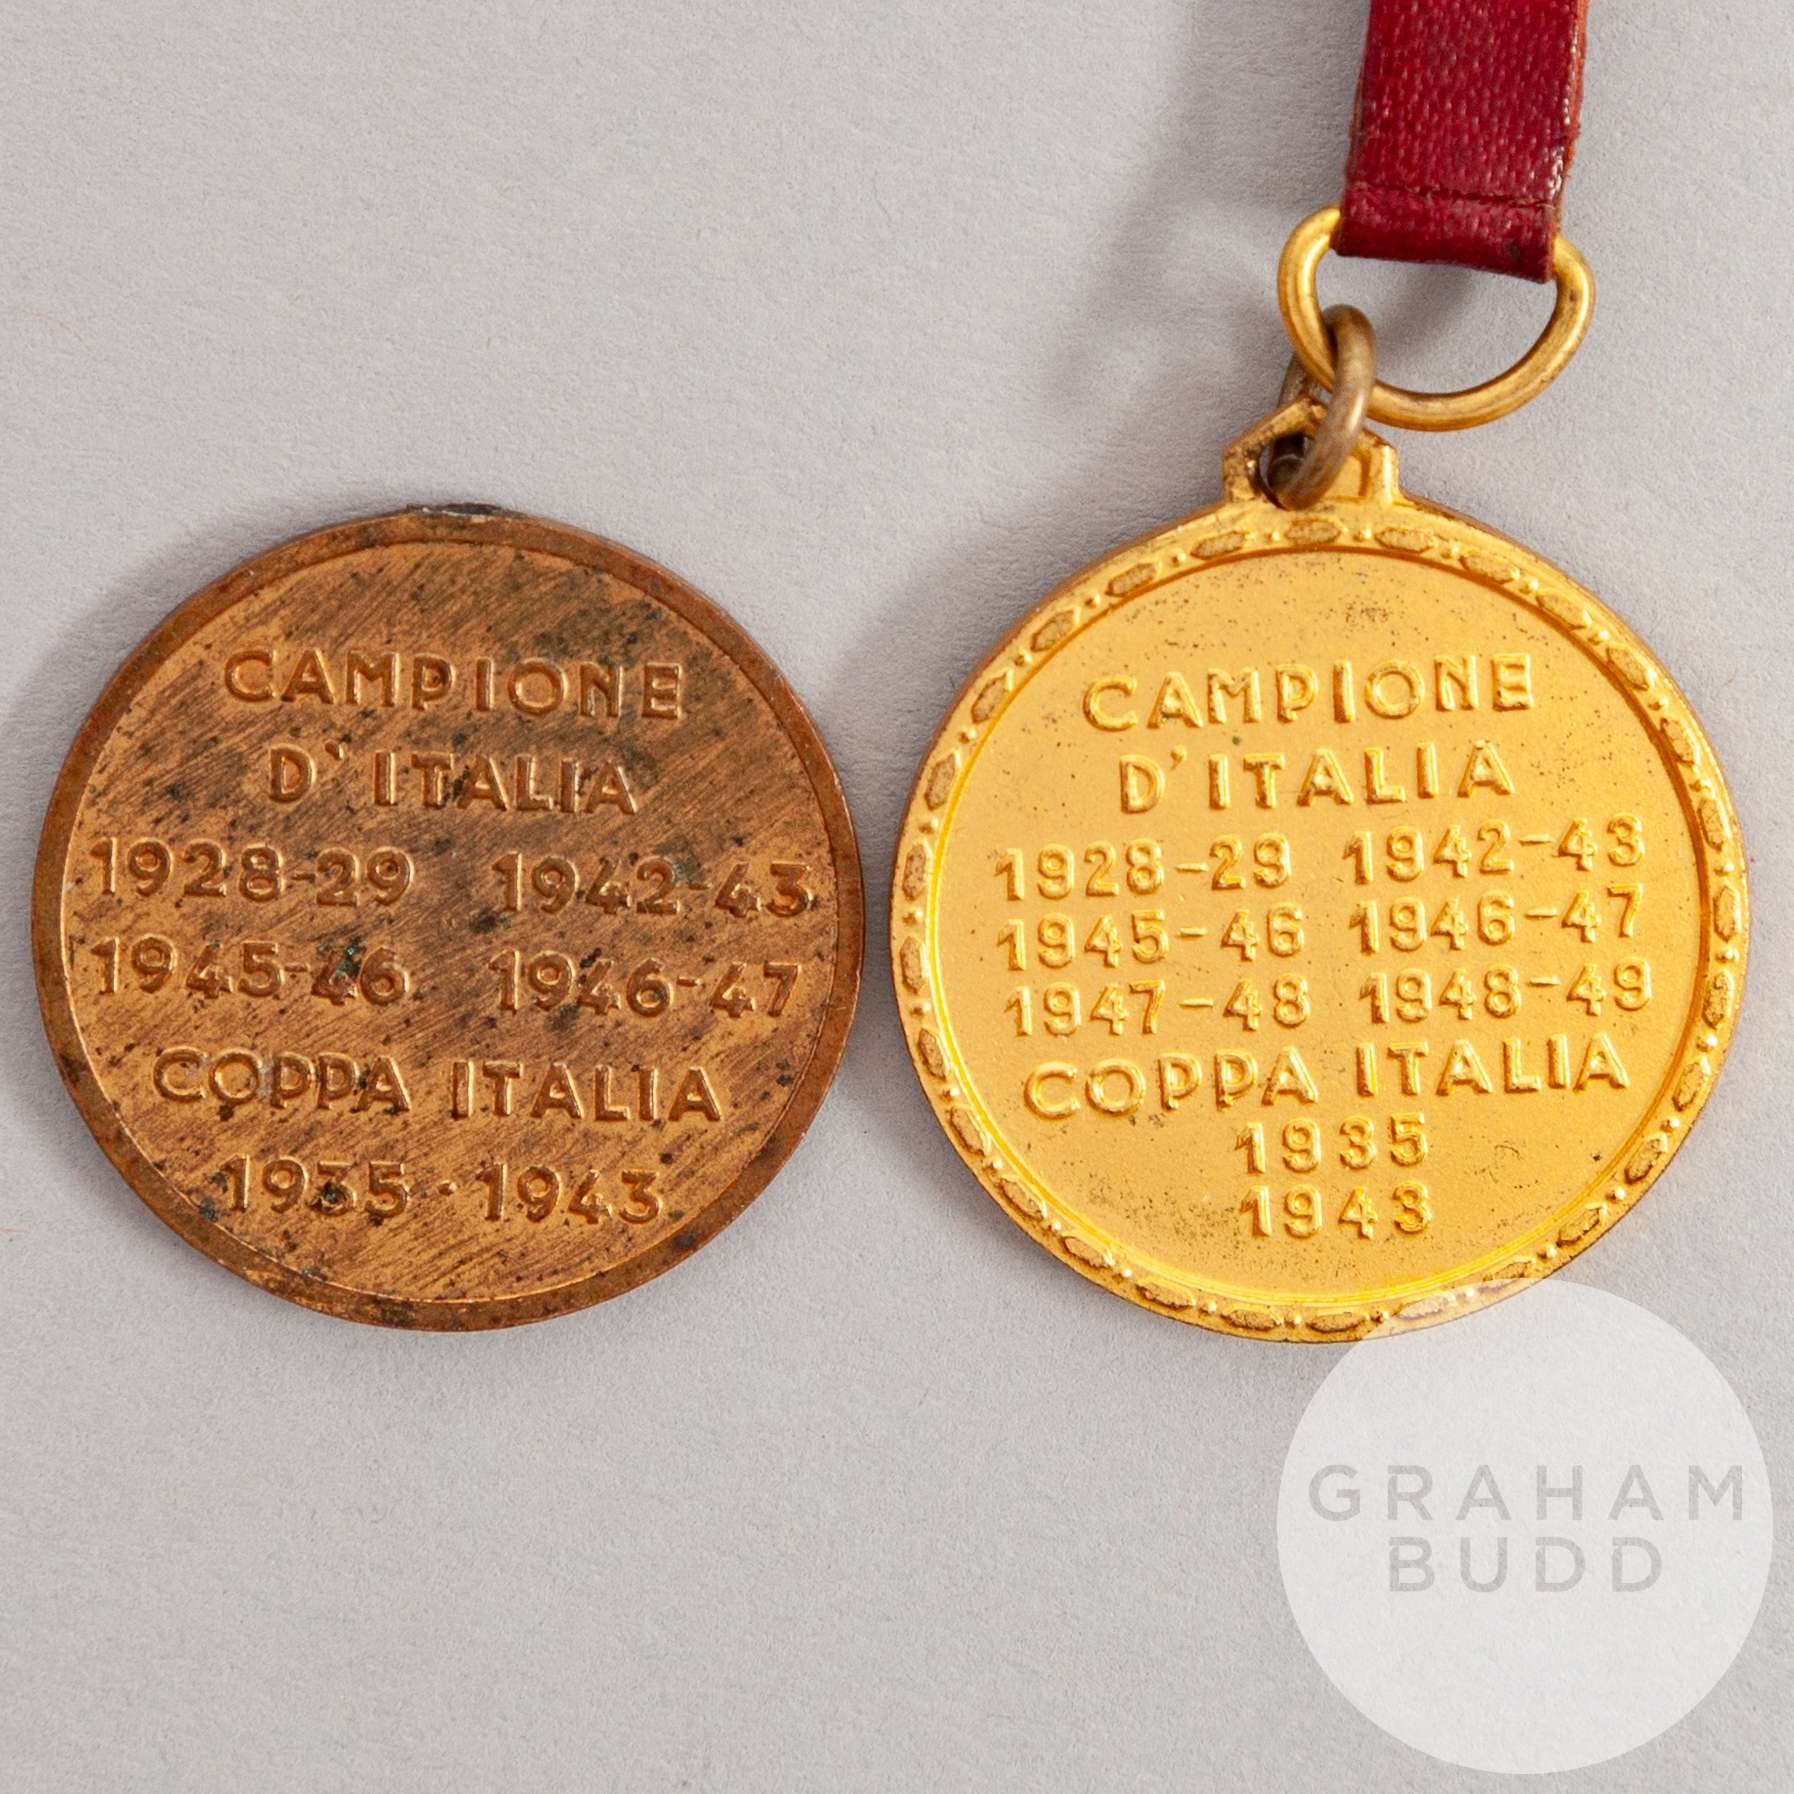 CAMPIONE
D'ITALIA
1928-29 1942-43
1945-46 1946-47
COPPA ITALIA
1935 · 1943
CAMPIONE
D'ITALIA
1928-29 1942-43
1945-46 1946-47
1947-48 1948-49
COPPA ITALIA
1935
1943
GRAHAM
BUDD